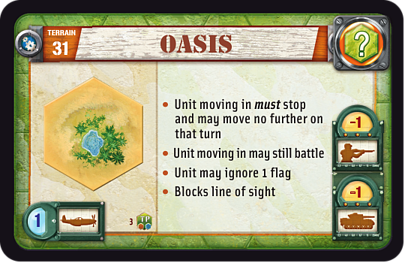 TERRAIN
31
OASIS
?
• Unit moving in must stop
and may move no further on
that turn
• Unit moving in may still battle
• Unit may ignore 1 flag
• Blocks line of sight
-1
-1
1
3